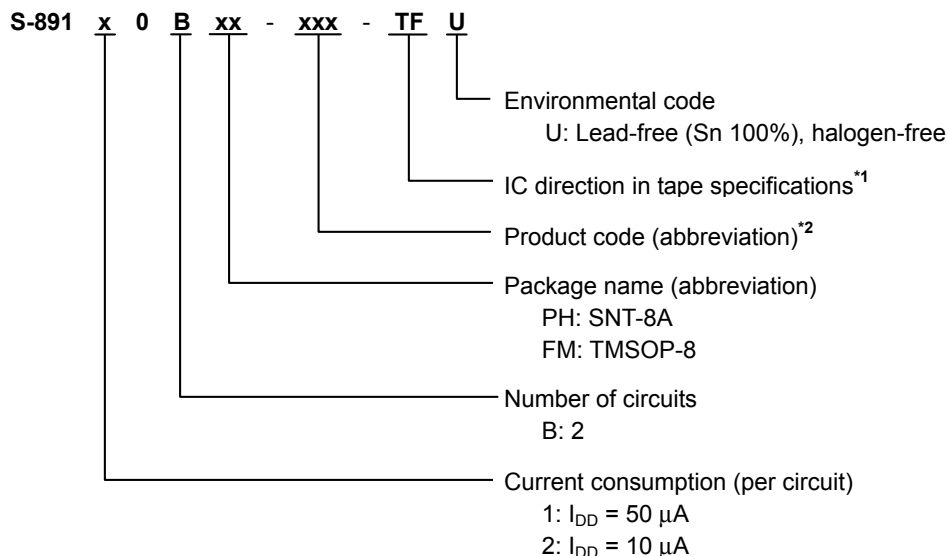 S-891 x 0 B xx - xxx - TF U
Environmental code
U: Lead-free (Sn 100%), halogen-free
IC direction in tape specifications*1
Product code (abbreviation)*2
Package name (abbreviation)
PH: SNT-8A
FM: TMSOP-8
Number of circuits
B: 2
Current consumption (per circuit)
1: IDD = 50 μA
2: IDD = 10 μA